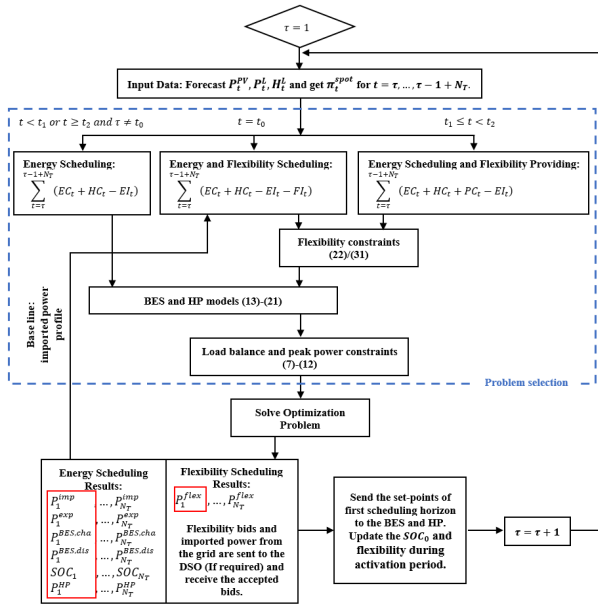 τ = 1
Input Data: Forecast P_t^{PV}, P_t^L, H_t^L and get π_t^{spot} for t = τ, …, τ − 1 + N_T.
t < t_1 or t ≥ t_2 and τ ≠ t_0
t = t_0
t_1 ≤ t < t_2
Energy Scheduling:
τ−1+N_T
∑ (EC_t + HC_t − EI_t)
t=τ
Energy and Flexibility Scheduling:
τ−1+N_T
∑ (EC_t + HC_t − EI_t − FI_t)
t=τ
Energy Scheduling and Flexibility Providing:
τ−1+N_T
∑ (EC_t + HC_t + PC_t − EI_t)
t=τ
Flexibility constraints
(22)/(31)
BES and HP models (13)-(21)
Base line:
imported power
profile
Load balance and peak power constraints
(7)-(12)
Problem selection
Solve Optimization
Problem
Energy Scheduling
Results:
P_1^{imp}, …, P_{N_T}^{imp}
P_1^{exp}, …, P_{N_T}^{exp}
P_1^{BES.cha}, …, P_{N_T}^{BES.cha}
P_1^{BES.dis}, …, P_{N_T}^{BES.dis}
SOC_1, …, SOC_{N_T}
P_1^{HP}, …, P_{N_T}^{HP}
Flexibility Scheduling
Results:
P_1^{flex}, …, P_{N_T}^{flex}
Flexibility bids and
imported power from
the grid are sent to the
DSO (If required) and
receive the accepted
bids.
Send the set-points of
first scheduling horizon
to the BES and HP.
Update the SOC_0 and
flexibility during
activation period.
τ = τ + 1